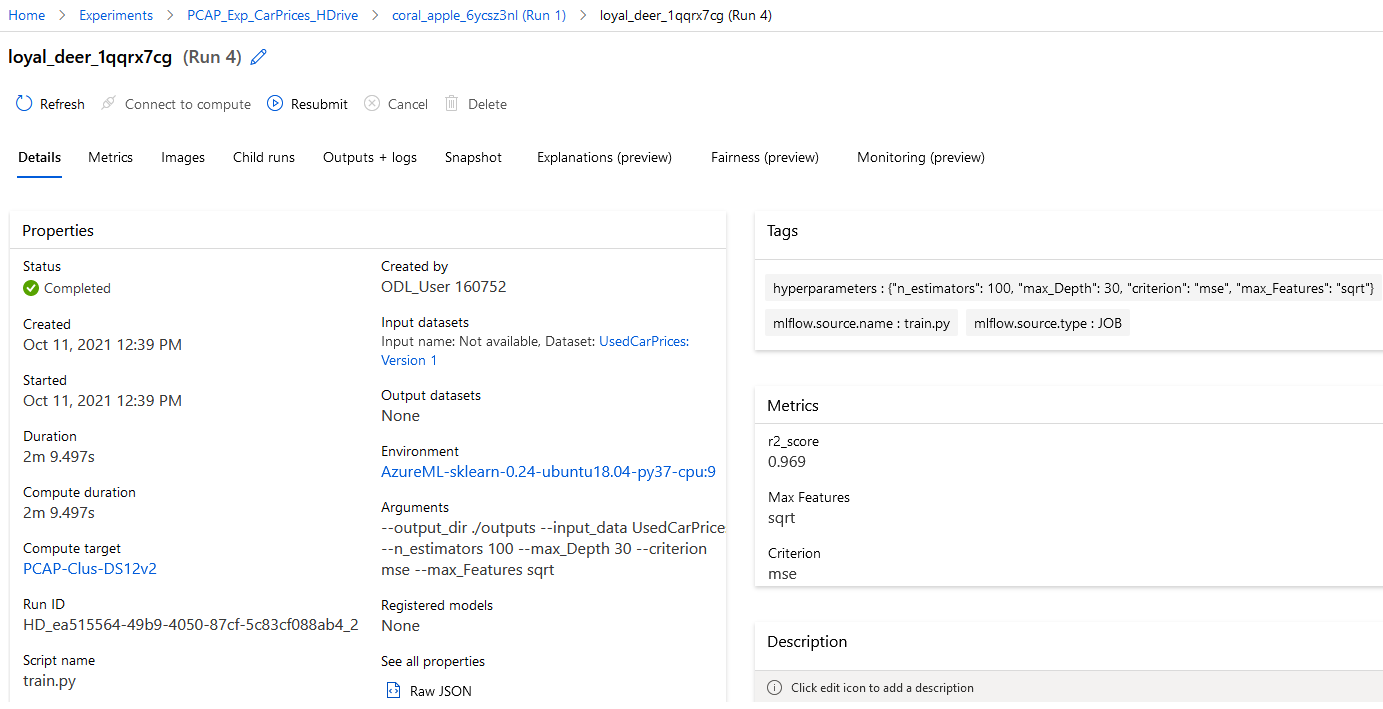 Home > Experiments > PCAP_Exp_CarPrices_HDrive > coral_apple_6ycsz3nl (Run 1) > loyal_deer_1qqrx7cg (Run 4)
loyal_deer_1qqrx7cg (Run 4)
Refresh Connect to compute Resubmit Cancel Delete
Details Metrics Images Child runs Outputs + logs Snapshot Explanations (preview) Fairness (preview) Monitoring (preview)
Properties
Status
Completed
Created
Oct 11, 2021 12:39 PM
Started
Oct 11, 2021 12:39 PM
Duration
2m 9.497s
Compute duration
2m 9.497s
Compute target
PCAP-Clus-DS12v2
Run ID
HD_ea515564-49b9-4050-87cf-5c83cf088ab4_2
Script name
train.py
Created by
ODL_User 160752
Input datasets
Input name: Not available, Dataset: UsedCarPrices:
Version 1
Output datasets
None
Environment
AzureML-sklearn-0.24-ubuntu18.04-py37-cpu:9
Arguments
--output_dir ./outputs --input_data UsedCarPrice
--n_estimators 100 --max_Depth 30 --criterion
mse --max_Features sqrt
Registered models
None
See all properties
Raw JSON
Tags
hyperparameters : {"n_estimators": 100, "max_Depth": 30, "criterion": "mse", "max_Features": "sqrt"}
mlflow.source.name : train.py mlflow.source.type : JOB
Metrics
r2_score
0.969
Max Features
sqrt
Criterion
mse
Description
Click edit icon to add a description